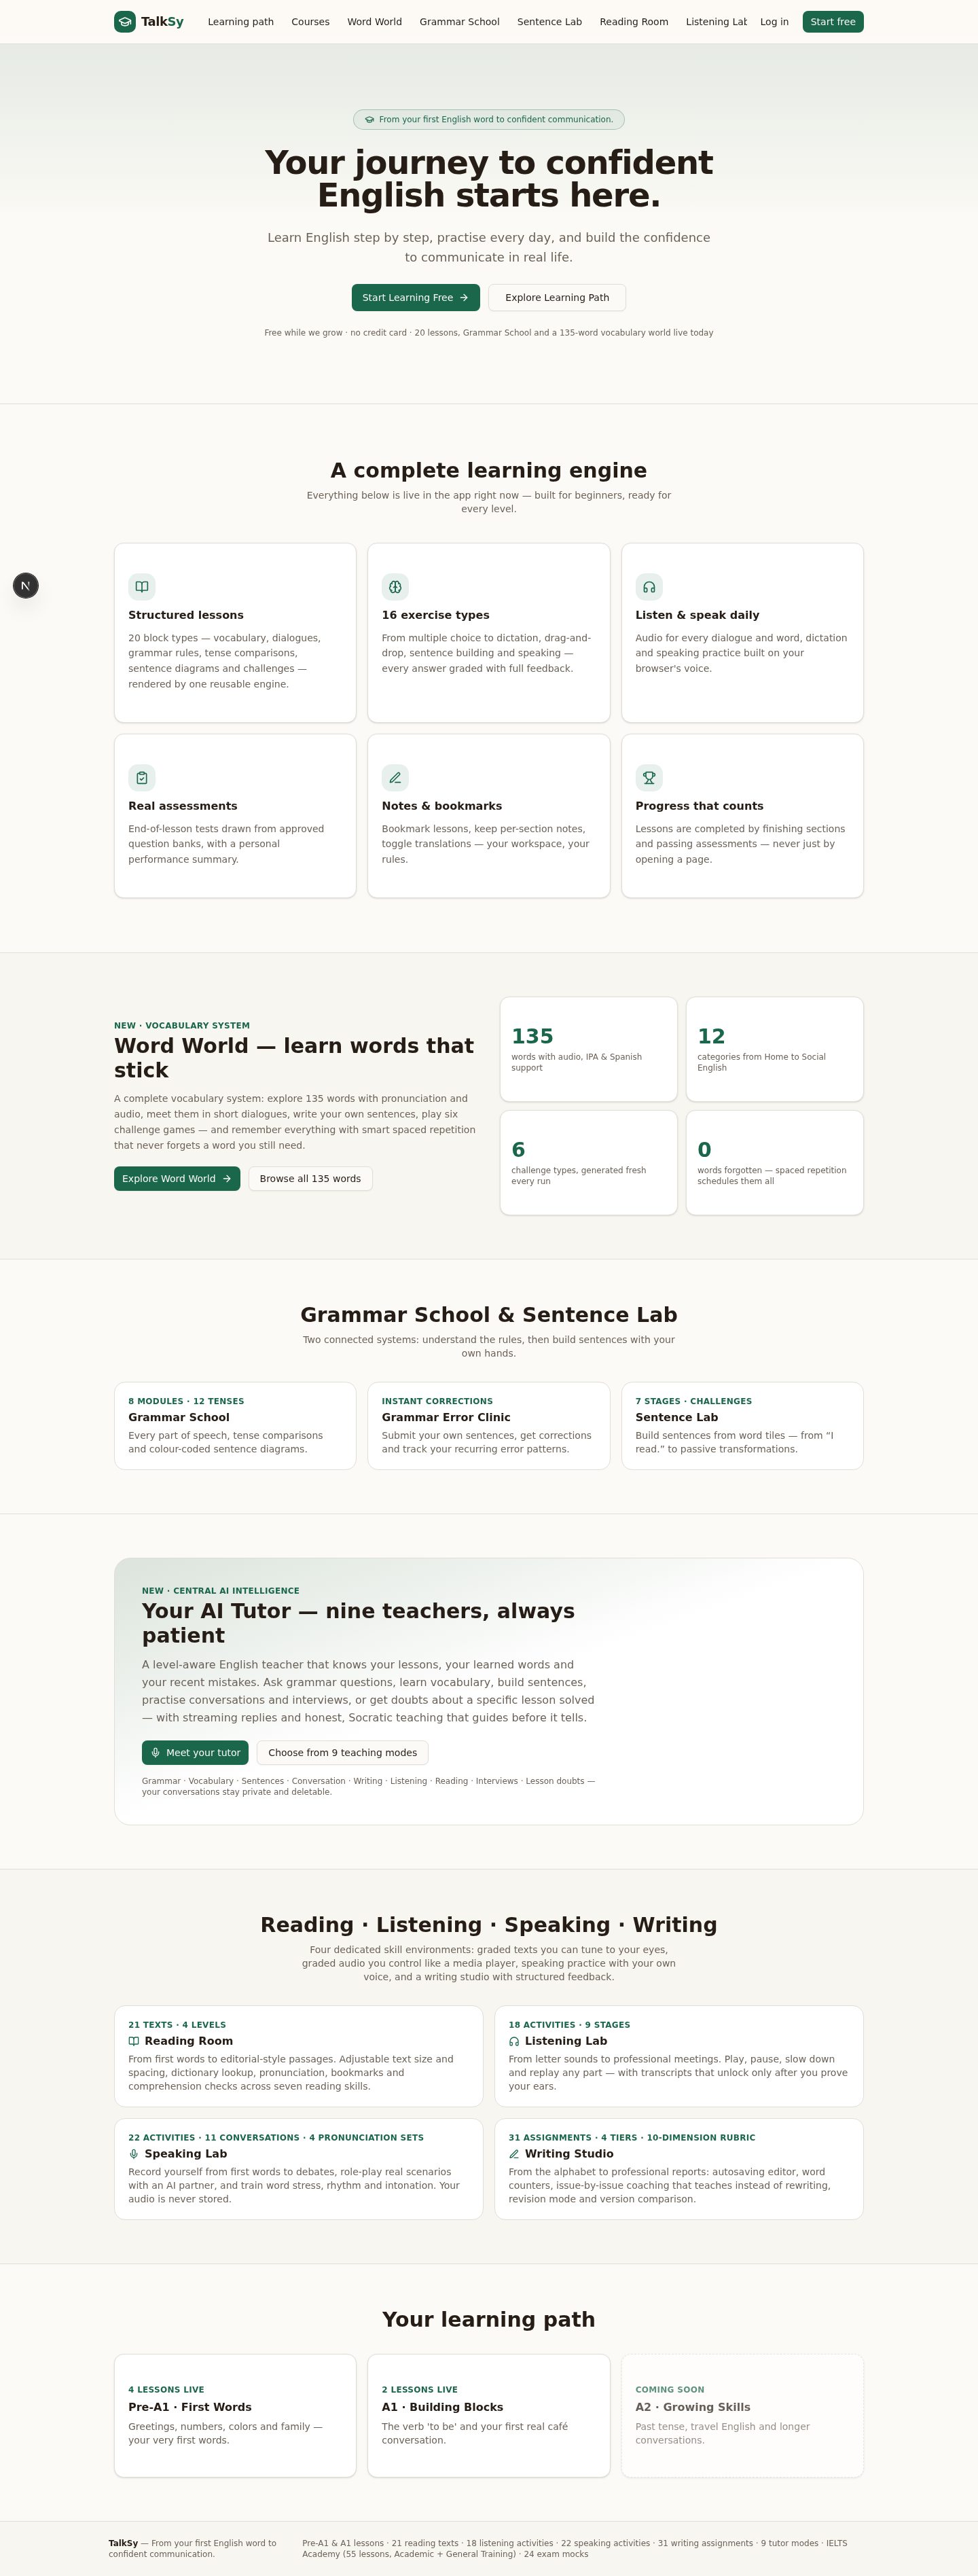 TalkSy
Learning path
Courses
Word World
Grammar School
Sentence Lab
Reading Room
Listening Lab
Log in
Start free
From your first English word to confident communication.
Your journey to confident
English starts here.
Learn English step by step, practise every day, and build the confidence
to communicate in real life.
Start Learning Free
Explore Learning Path
Free while we grow · no credit card · 20 lessons, Grammar School and a 135-word vocabulary world live today
A complete learning engine
Everything below is live in the app right now — built for beginners, ready for
every level.
N
Structured lessons
20 block types — vocabulary, dialogues,
grammar rules, tense comparisons,
sentence diagrams and challenges —
rendered by one reusable engine.
16 exercise types
From multiple choice to dictation, drag-and-
drop, sentence building and speaking —
every answer graded with full feedback.
Listen & speak daily
Audio for every dialogue and word, dictation
and speaking practice built on your
browser's voice.
Real assessments
End-of-lesson tests drawn from approved
question banks, with a personal
performance summary.
Notes & bookmarks
Bookmark lessons, keep per-section notes,
toggle translations — your workspace, your
rules.
Progress that counts
Lessons are completed by finishing sections
and passing assessments — never just by
opening a page.
NEW · VOCABULARY SYSTEM
Word World — learn words that
stick
A complete vocabulary system: explore 135 words with pronunciation and
audio, meet them in short dialogues, write your own sentences, play six
challenge games — and remember everything with smart spaced repetition
that never forgets a word you still need.
Explore Word World
Browse all 135 words
135
words with audio, IPA & Spanish
support
12
categories from Home to Social
English
6
challenge types, generated fresh
every run
0
words forgotten — spaced repetition
schedules them all
Grammar School & Sentence Lab
Two connected systems: understand the rules, then build sentences with your
own hands.
8 MODULES · 12 TENSES
Grammar School
Every part of speech, tense comparisons
and colour-coded sentence diagrams.
INSTANT CORRECTIONS
Grammar Error Clinic
Submit your own sentences, get corrections
and track your recurring error patterns.
7 STAGES · CHALLENGES
Sentence Lab
Build sentences from word tiles — from “I
read.” to passive transformations.
NEW · CENTRAL AI INTELLIGENCE
Your AI Tutor — nine teachers, always
patient
A level-aware English teacher that knows your lessons, your learned words and
your recent mistakes. Ask grammar questions, learn vocabulary, build sentences,
practise conversations and interviews, or get doubts about a specific lesson solved
— with streaming replies and honest, Socratic teaching that guides before it tells.
Meet your tutor
Choose from 9 teaching modes
Grammar · Vocabulary · Sentences · Conversation · Writing · Listening · Reading · Interviews · Lesson doubts —
your conversations stay private and deletable.
Reading · Listening · Speaking · Writing
Four dedicated skill environments: graded texts you can tune to your eyes,
graded audio you control like a media player, speaking practice with your own
voice, and a writing studio with structured feedback.
21 TEXTS · 4 LEVELS
Reading Room
From first words to editorial-style passages. Adjustable text size and
spacing, dictionary lookup, pronunciation, bookmarks and
comprehension checks across seven reading skills.
18 ACTIVITIES · 9 STAGES
Listening Lab
From letter sounds to professional meetings. Play, pause, slow down
and replay any part — with transcripts that unlock only after you prove
your ears.
22 ACTIVITIES · 11 CONVERSATIONS · 4 PRONUNCIATION SETS
Speaking Lab
Record yourself from first words to debates, role-play real scenarios
with an AI partner, and train word stress, rhythm and intonation. Your
audio is never stored.
31 ASSIGNMENTS · 4 TIERS · 10-DIMENSION RUBRIC
Writing Studio
From the alphabet to professional reports: autosaving editor, word
counters, issue-by-issue coaching that teaches instead of rewriting,
revision mode and version comparison.
Your learning path
4 LESSONS LIVE
Pre-A1 · First Words
Greetings, numbers, colors and family —
your very first words.
2 LESSONS LIVE
A1 · Building Blocks
The verb 'to be' and your first real café
conversation.
COMING SOON
A2 · Growing Skills
Past tense, travel English and longer
conversations.
TalkSy — From your first English word to
confident communication.
Pre-A1 & A1 lessons · 21 reading texts · 18 listening activities · 22 speaking activities · 31 writing assignments · 9 tutor modes · IELTS
Academy (55 lessons, Academic + General Training) · 24 exam mocks